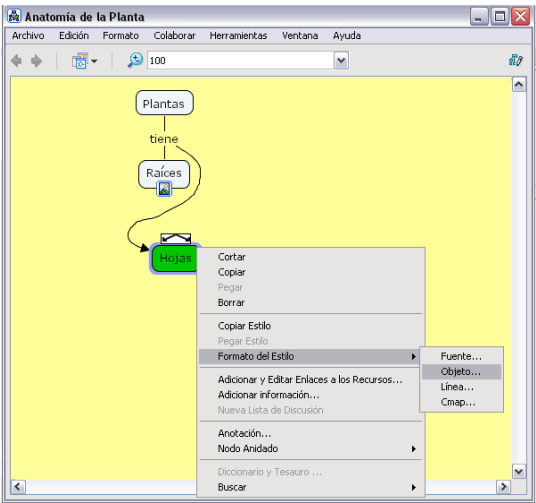 Anatomía de la Planta
Archivo Edición Formato Colaborar Herramientas Ventana Ayuda
100
Plantas
tiene
Raíces
Hojas
Cortar
Copiar
Pegar
Borrar
Copiar Estilo
Pegar Estilo
Formato del Estilo
Fuente...
Objeto...
Línea...
Cmap...
Adicionar y Editar Enlaces a los Recursos...
Adicionar información...
Nueva Lista de Discusión
Anotación...
Nodo Anidado
Diccionario y Tesauro ...
Buscar